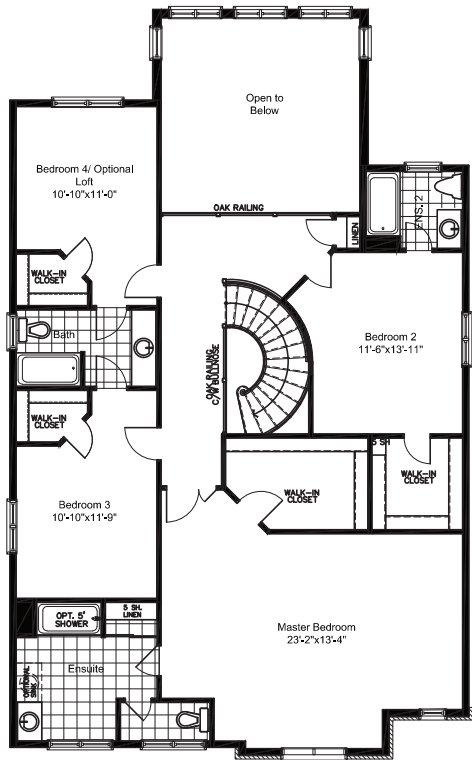 Open to
Below
Bedroom 4/ Optional
Loft
10'-10"x11'-0"
ENS. 2
OAK RAILING
LINEN
WALK-IN
CLOSET
Bath
Bedroom 2
11'-6"x13'-11"
OAK RAILING
C/W BULLNOSE
WALK-IN
CLOSET
5 SH
WALK-IN
CLOSET
WALK-IN
CLOSET
Bedroom 3
10'-10"x11'-9"
OPT. 5'
SHOWER
5 SH.
LINEN
Master Bedroom
23'-2"x13'-4"
Ensuite
OPTIONAL
SINK